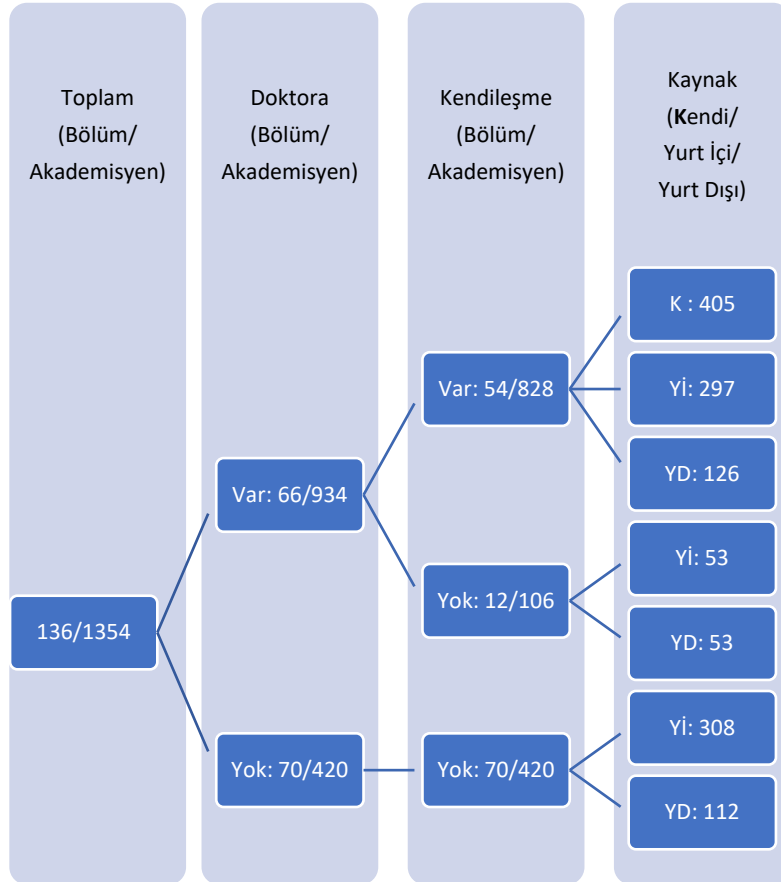 Toplam
(Bölüm/
Akademisyen)
Doktora
(Bölüm/
Akademisyen)
Kendileşme
(Bölüm/
Akademisyen)
Kaynak
(Kendi/
Yurt İçi/
Yurt Dışı)
136/1354
Var: 66/934
Yok: 70/420
Var: 54/828
Yok: 12/106
Yok: 70/420
K : 405
Yİ: 297
YD: 126
Yİ: 53
YD: 53
Yİ: 308
YD: 112